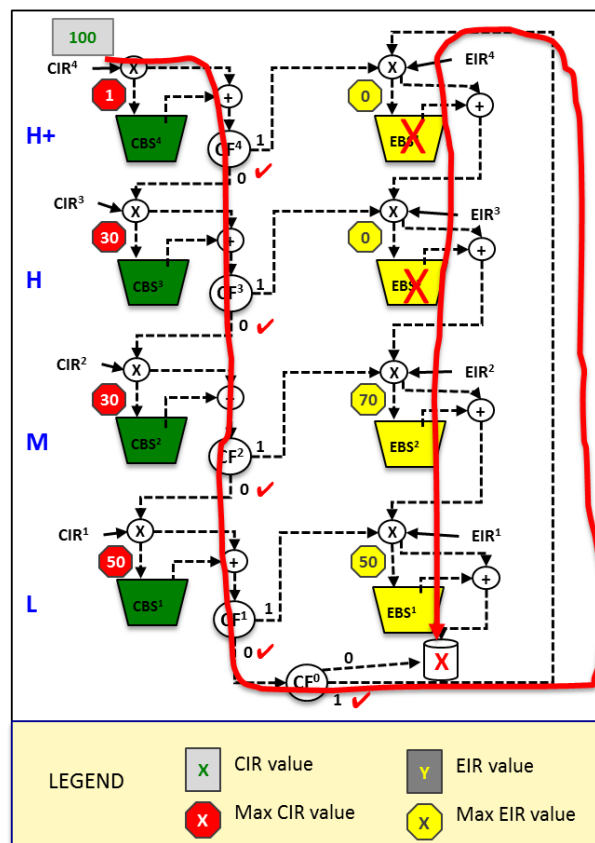 100
CIR⁴
X
X
EIR⁴
1
+
0
+
H+
CBS⁴
CF⁴
1
0
CIR³
X
X
EIR³
30
+
0
+
H
CBS³
CF³
1
0
CIR²
X
X
EIR²
30
70
+
M
CBS²
CF²
1
EBS²
0
CIR¹
X
X
EIR¹
50
+
50
+
L
CBS¹
CF¹
1
EBS¹
0
CF⁰
0
X
1
LEGEND
X CIR value
Y EIR value
X Max CIR value
X Max EIR value